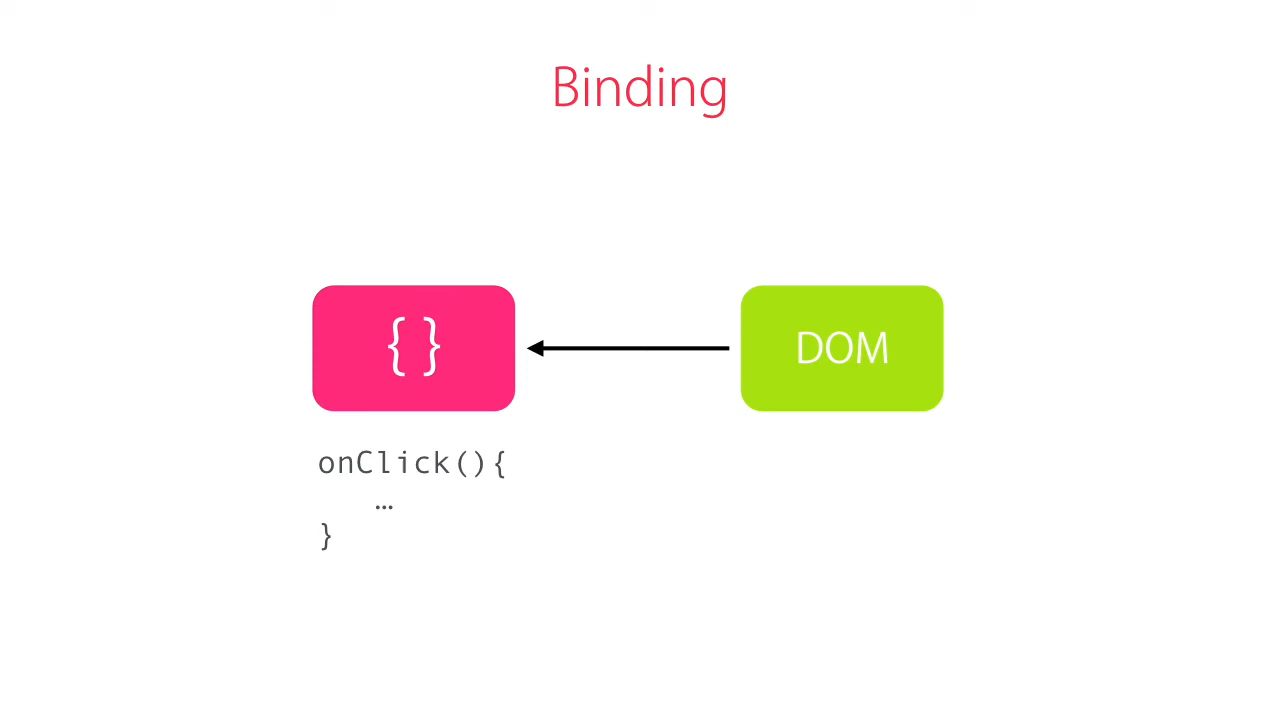 Binding
{ }
DOM
onClick(){
…
}